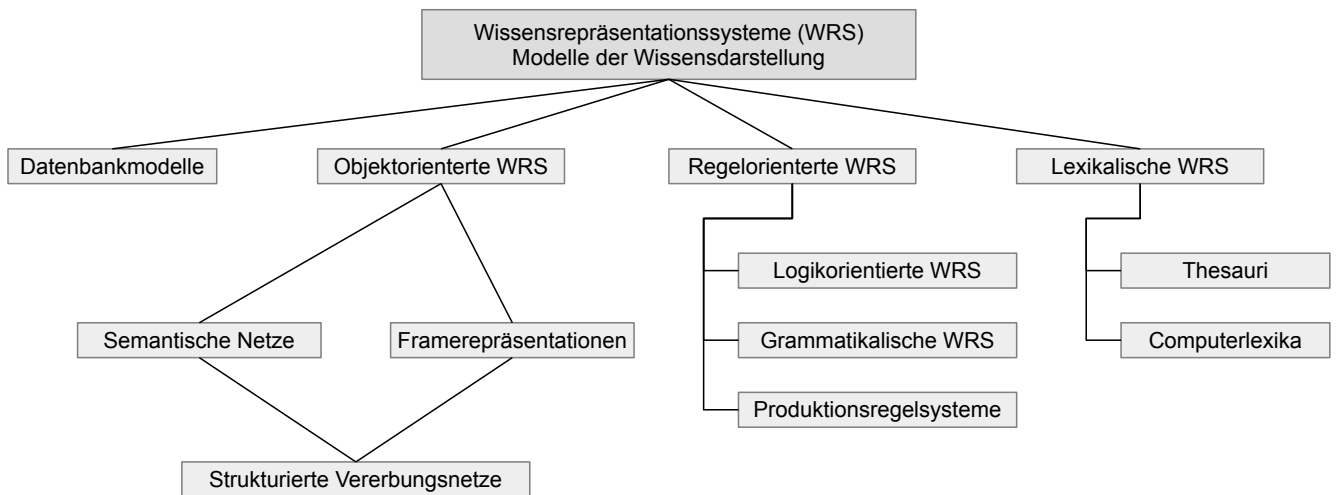 Wissensrepräsentationssysteme (WRS)
Modelle der Wissensdarstellung
Datenbankmodelle
Objektorienterte WRS
Regelorienterte WRS
Lexikalische WRS
Logikorientierte WRS
Thesauri
Semantische Netze
Framerepräsentationen
Grammatikalische WRS
Computerlexika
Produktionsregelsysteme
Strukturierte Vererbungsnetze